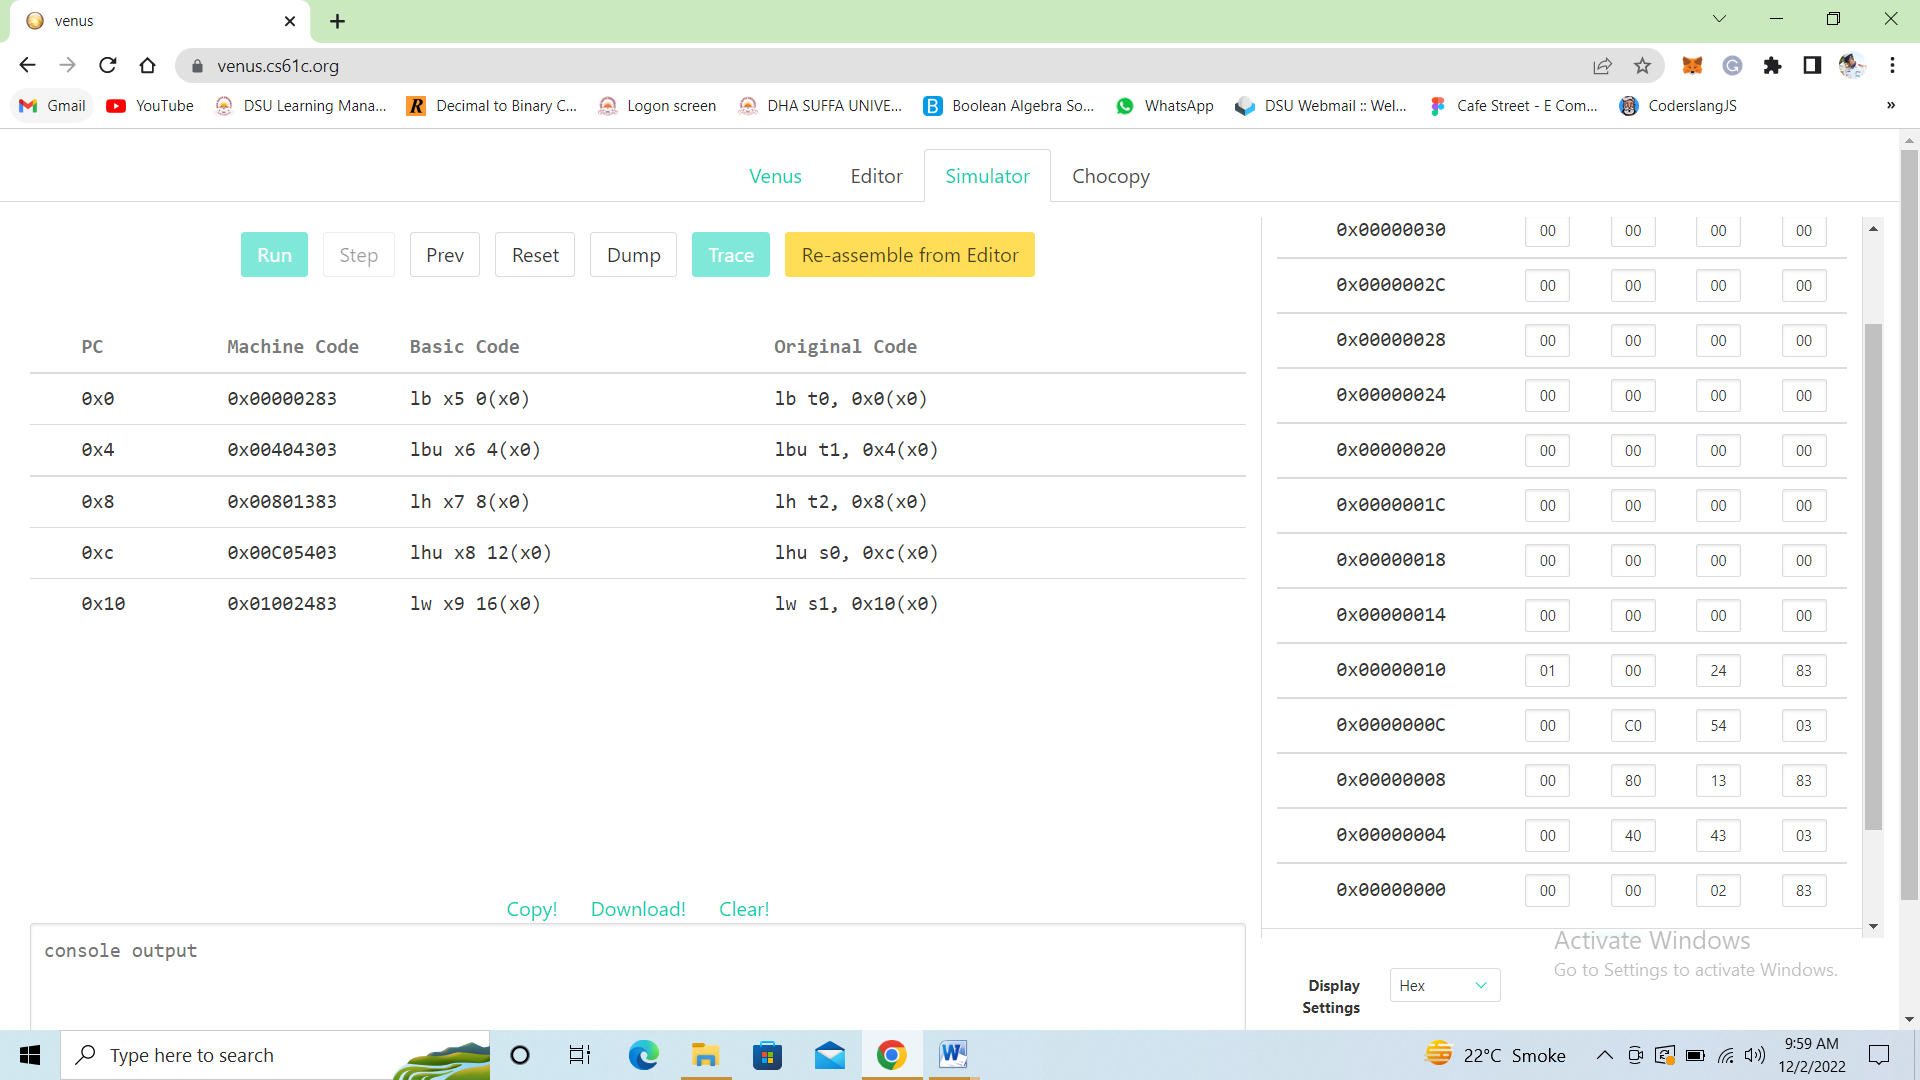 venus
venus.cs61c.org
Gmail YouTube DSU Learning Mana... Decimal to Binary C... Logon screen DHA SUFFA UNIVE... Boolean Algebra So... WhatsApp DSU Webmail :: Wel... Cafe Street - E Com... CoderslangJS »
Venus Editor Simulator Chocopy
Run Step Prev Reset Dump Trace Re-assemble from Editor
PC Machine Code Basic Code Original Code
0x0 0x00000283 lb x5 0(x0) lb t0, 0x0(x0)
0x4 0x00404303 lbu x6 4(x0) lbu t1, 0x4(x0)
0x8 0x00801383 lh x7 8(x0) lh t2, 0x8(x0)
0xc 0x00C05403 lhu x8 12(x0) lhu s0, 0xc(x0)
0x10 0x01002483 lw x9 16(x0) lw s1, 0x10(x0)
Copy! Download! Clear!
console output
0x00000030 00 00 00 00
0x0000002C 00 00 00 00
0x00000028 00 00 00 00
0x00000024 00 00 00 00
0x00000020 00 00 00 00
0x0000001C 00 00 00 00
0x00000018 00 00 00 00
0x00000014 00 00 00 00
0x00000010 01 00 24 83
0x0000000C 00 C0 54 03
0x00000008 00 80 13 83
0x00000004 00 40 43 03
0x00000000 00 00 02 83
Activate Windows
Go to Settings to activate Windows.
Display Settings Hex
Type here to search
22°C Smoke
9:59 AM
12/2/2022